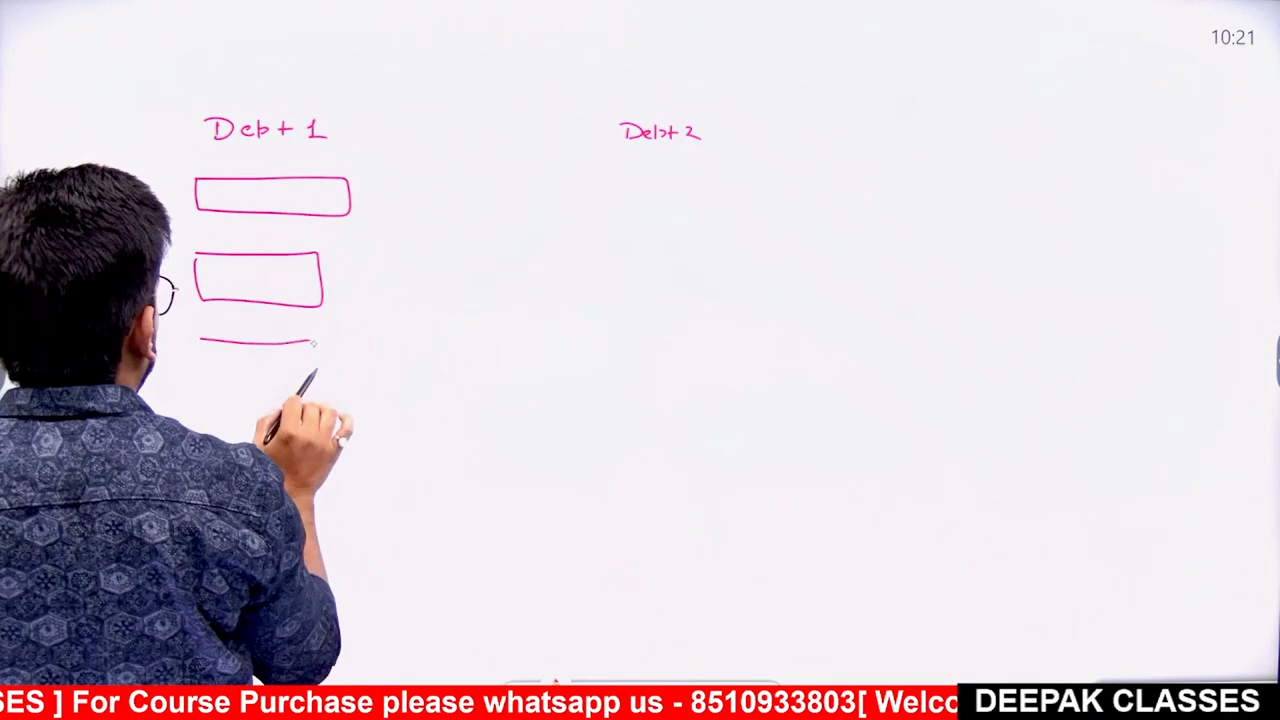 10:21
Debt 1
Debt 2
SES ] For Course Purchase please whatsapp us - 8510933803[ Welco
DEEPAK CLASSES